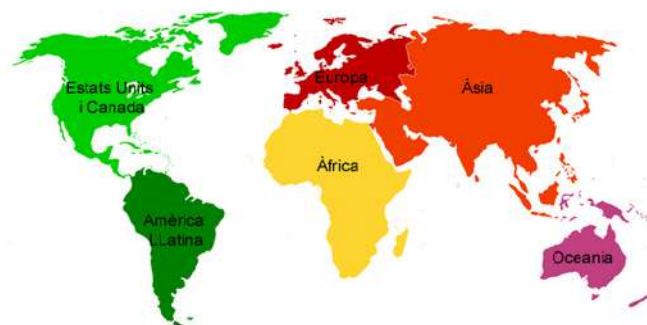 Estats Units
i Canada
Europa
Àsia
Àfrica
Amèrica
LLatina
Oceania